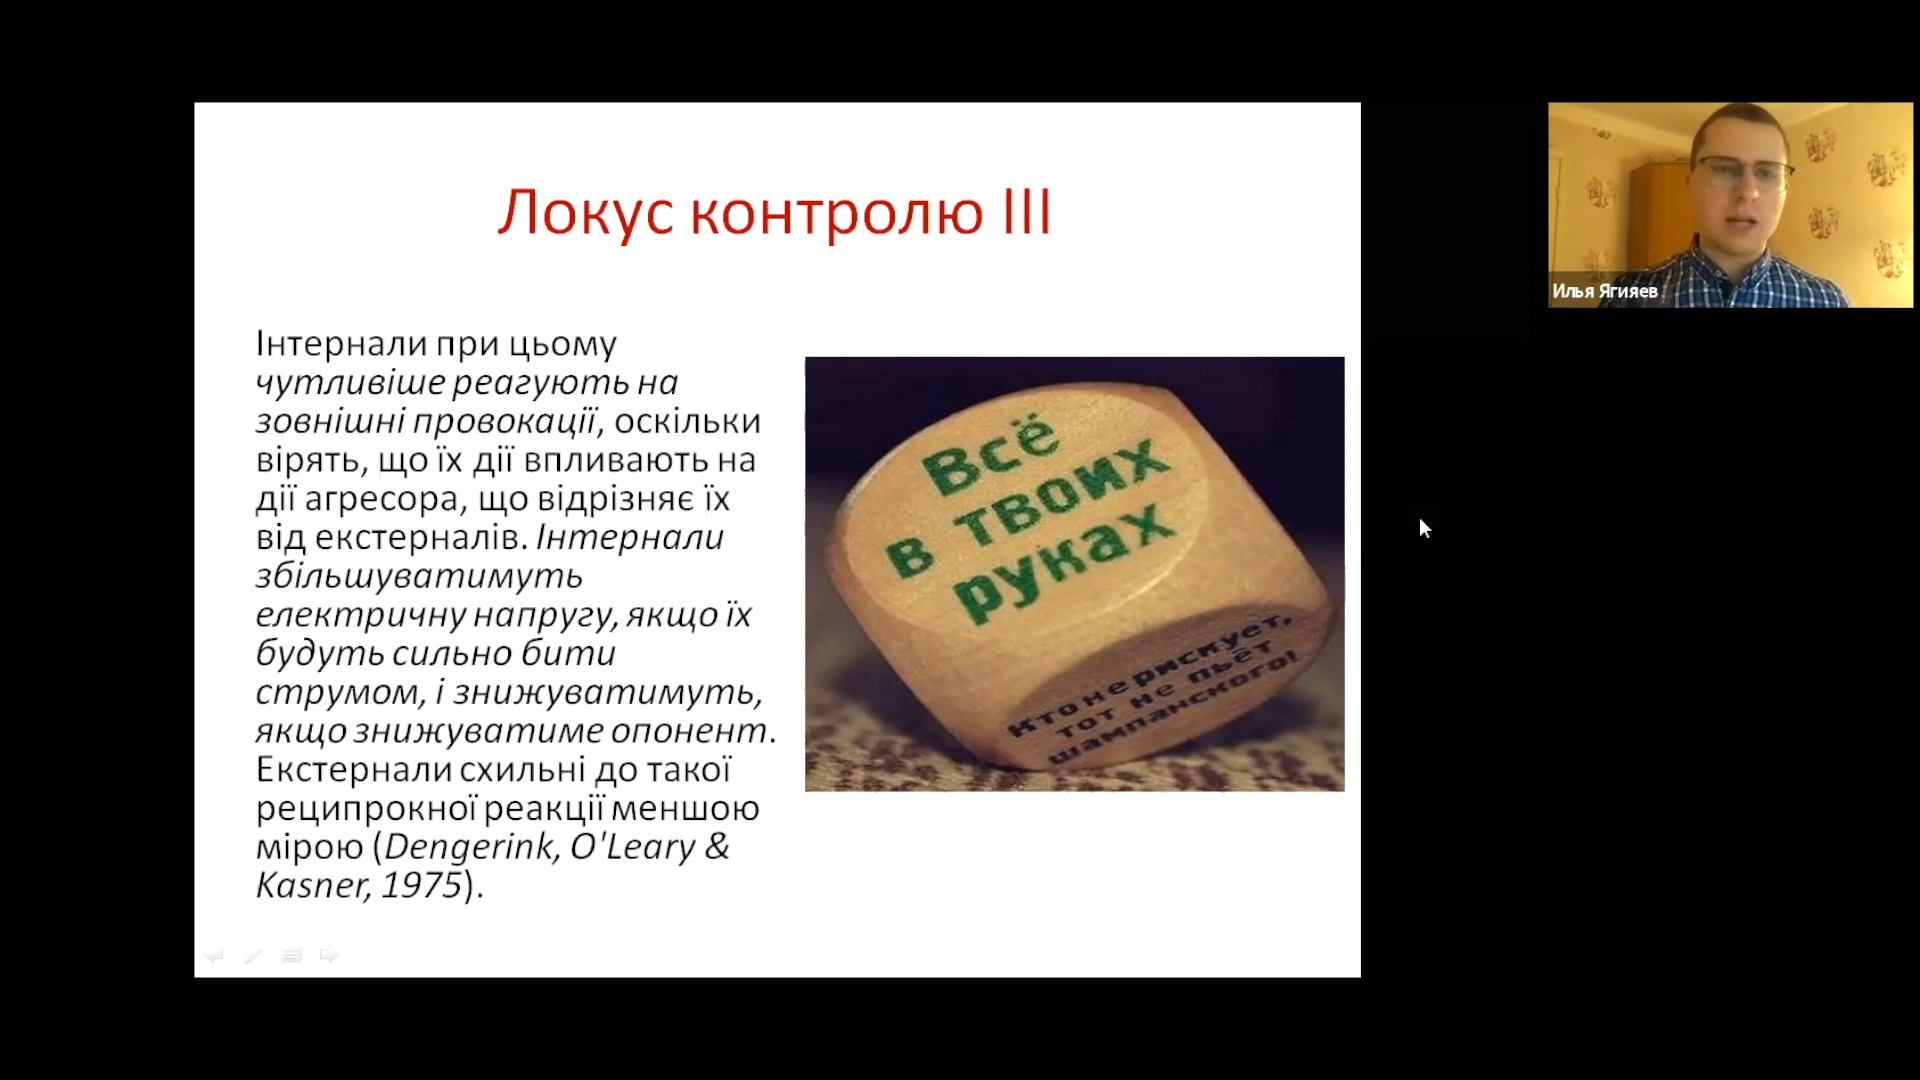 Локус контролю III
Інтернали при цьому
чутливіше реагують на
зовнішні провокації, оскільки
вірять, що їх дії впливають на
дії агресора, що відрізняє їх
від екстерналів. Інтернали
збільшуватимуть
електричну напругу, якщо їх
будуть сильно бити
струмом, і знижуватимуть,
якщо знижуватиме опонент.
Екстернали схильні до такої
реципрокної реакції меншою
мірою (Dengerink, O'Leary &
Kasner, 1975).
Всё
в твоих
руках
Кто не рискует,
тот не пьёт
шампанского!
Илья Ягияев